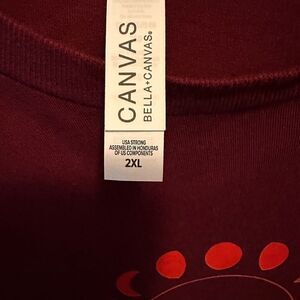 CANVAS
BELLA+CANVAS®
USA STRONG
ASSEMBLED IN HONDURAS
OF US COMPONENTS
2XL